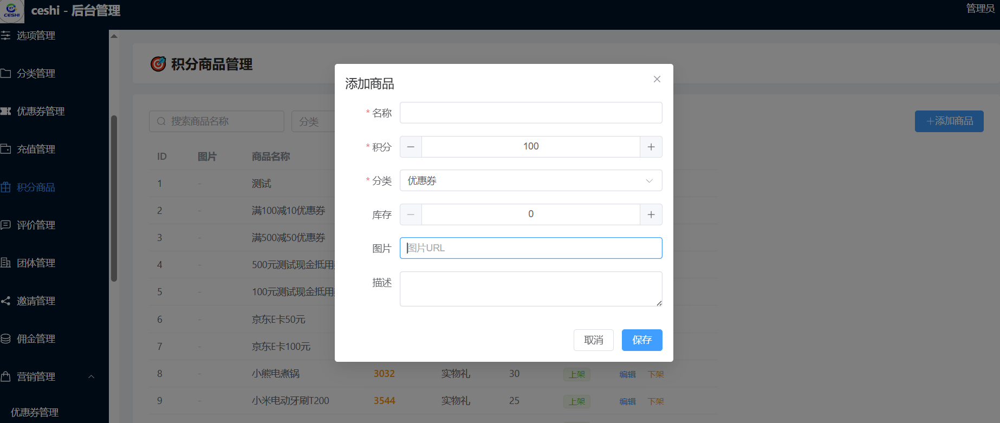 CESHI
ceshi - 后台管理
管理员
选项管理
分类管理
优惠券管理
充值管理
积分商品
评价管理
团体管理
邀请管理
佣金管理
营销管理
优惠券管理
积分商品管理
搜索商品名称
分类
+添加商品
ID 图片 商品名称
1 - 测试
2 - 满100减10优惠券
3 - 满500减50优惠券
4 - 500元测试现金抵用
5 - 100元测试现金抵用
6 - 京东E卡50元
7 - 京东E卡100元
8 - 小熊电煮锅 3032 实物礼 30 上架 编辑 下架
9 - 小米电动牙刷T200 3544 实物礼 25 上架 编辑 下架
添加商品
* 名称
* 积分 100
* 分类 优惠券
库存 0
图片 图片URL
描述
取消 保存